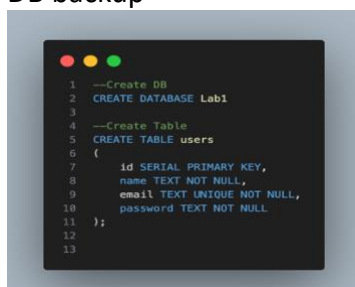 DB backup
1 --Create DB
2 CREATE DATABASE Lab1
3
4 --Create Table
5 CREATE TABLE users
6 (
7 id SERIAL PRIMARY KEY,
8 name TEXT NOT NULL,
9 email TEXT UNIQUE NOT NULL,
10 password TEXT NOT NULL
11 );
12
13